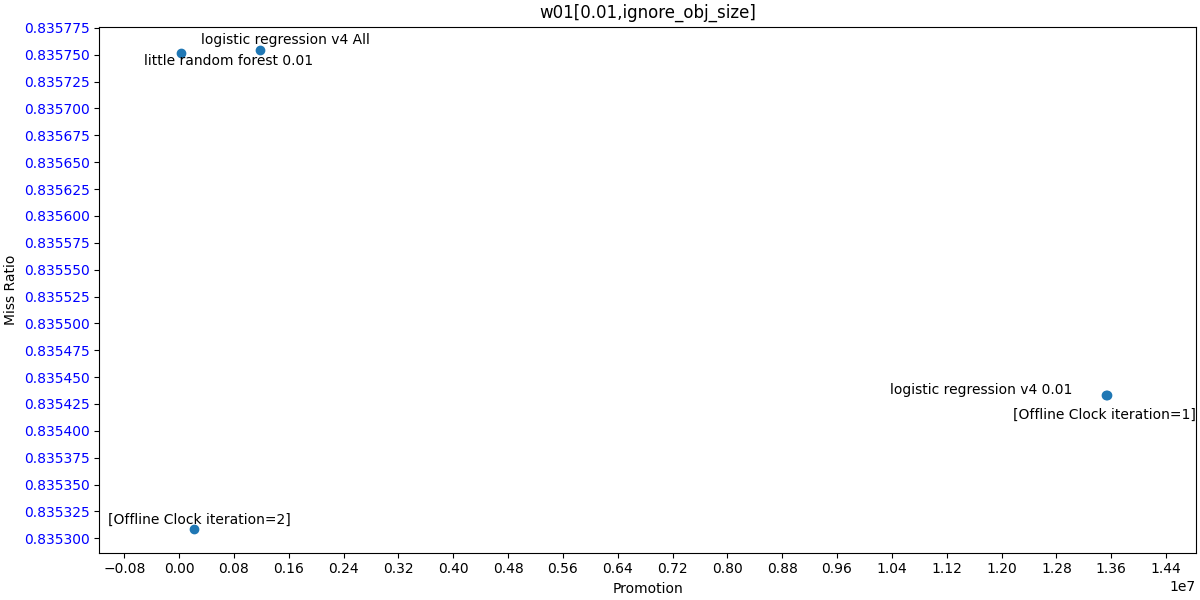 w01[0.01,ignore_obj_size]
0.835775
0.835750
0.835725
0.835700
0.835675
0.835650
0.835625
0.835600
0.835575
0.835550
0.835525
0.835500
0.835475
0.835450
0.835425
0.835400
0.835375
0.835350
0.835325
0.835300
Miss Ratio
logistic regression v4 All
little random forest 0.01
logistic regression v4 0.01
[Offline Clock iteration=1]
[Offline Clock iteration=2]
−0.08 0.00 0.08 0.16 0.24 0.32 0.40 0.48 0.56 0.64 0.72 0.80 0.88 0.96 1.04 1.12 1.20 1.28 1.36 1.44
1e7
Promotion